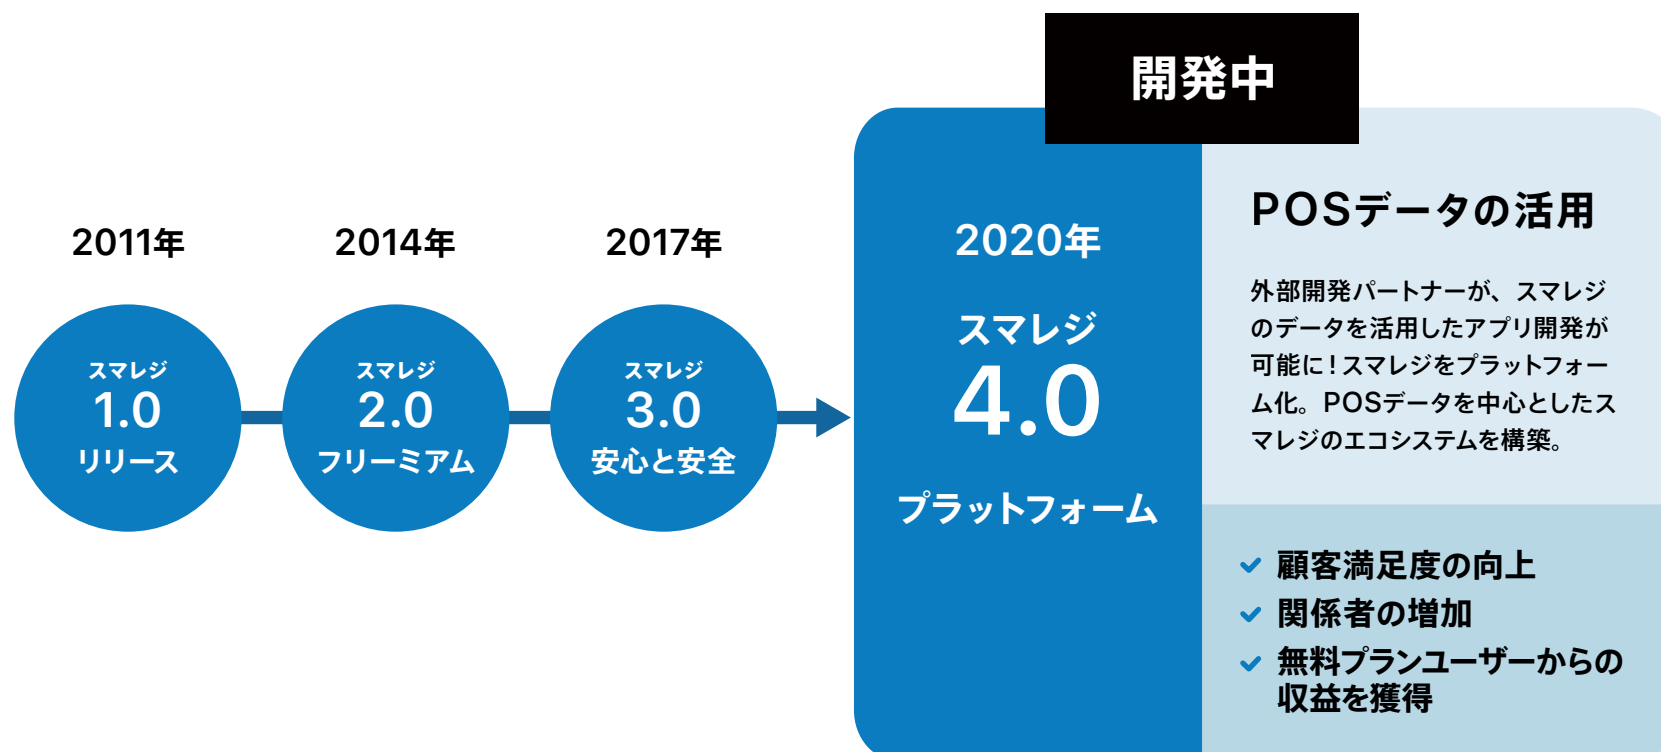 開発中
2011年
スマレジ
1.0
リリース
2014年
スマレジ
2.0
フリーミアム
2017年
スマレジ
3.0
安心と安全
2020年
スマレジ
4.0
プラットフォーム
POSデータの活用
外部開発パートナーが、スマレジ
のデータを活用したアプリ開発が
可能に!スマレジをプラットフォー
ム化。POSデータを中心としたス
マレジのエコシステムを構築。
顧客満足度の向上
関係者の増加
無料プランユーザーからの
収益を獲得